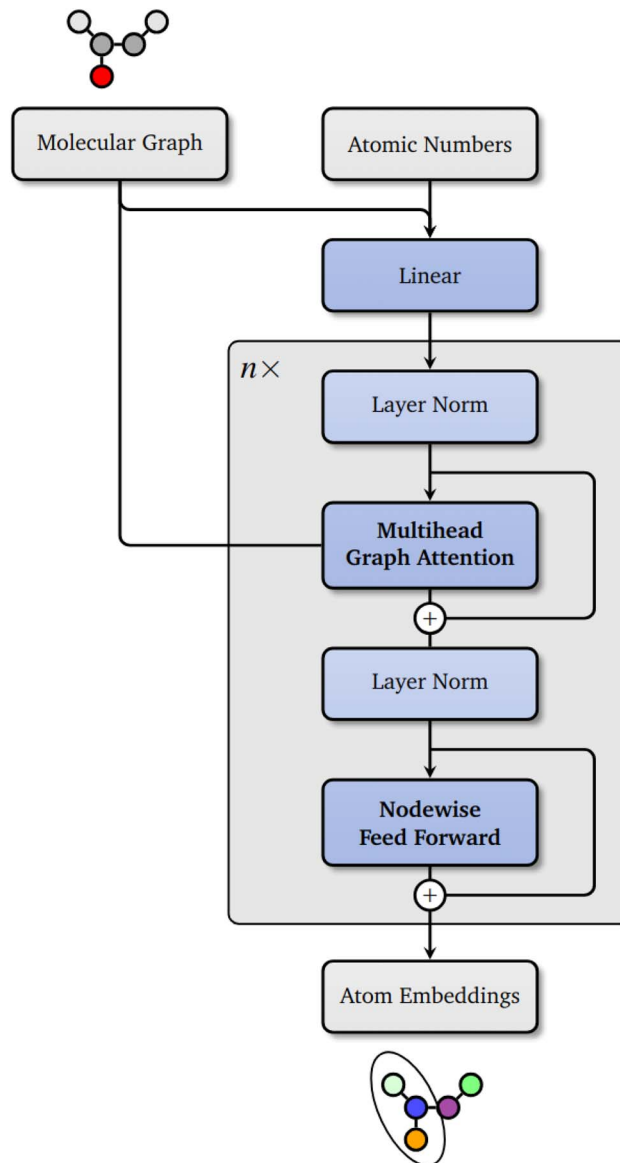 Molecular Graph
Atomic Numbers
Linear
n×
Layer Norm
Multihead
Graph Attention
+
Layer Norm
Nodewise
Feed Forward
+
Atom Embeddings